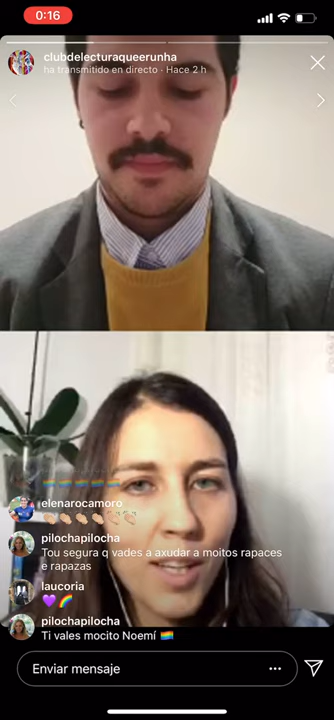 0:16
clubdelecturaqueerunha
ha transmitido en directo · Hace 2 h
elenarocamoro
pilochapilocha
Tou segura q vades a axudar a moitos rapaces
e rapazas
laucoria
pilochapilocha
Ti vales mocito Noemí
Enviar mensaje